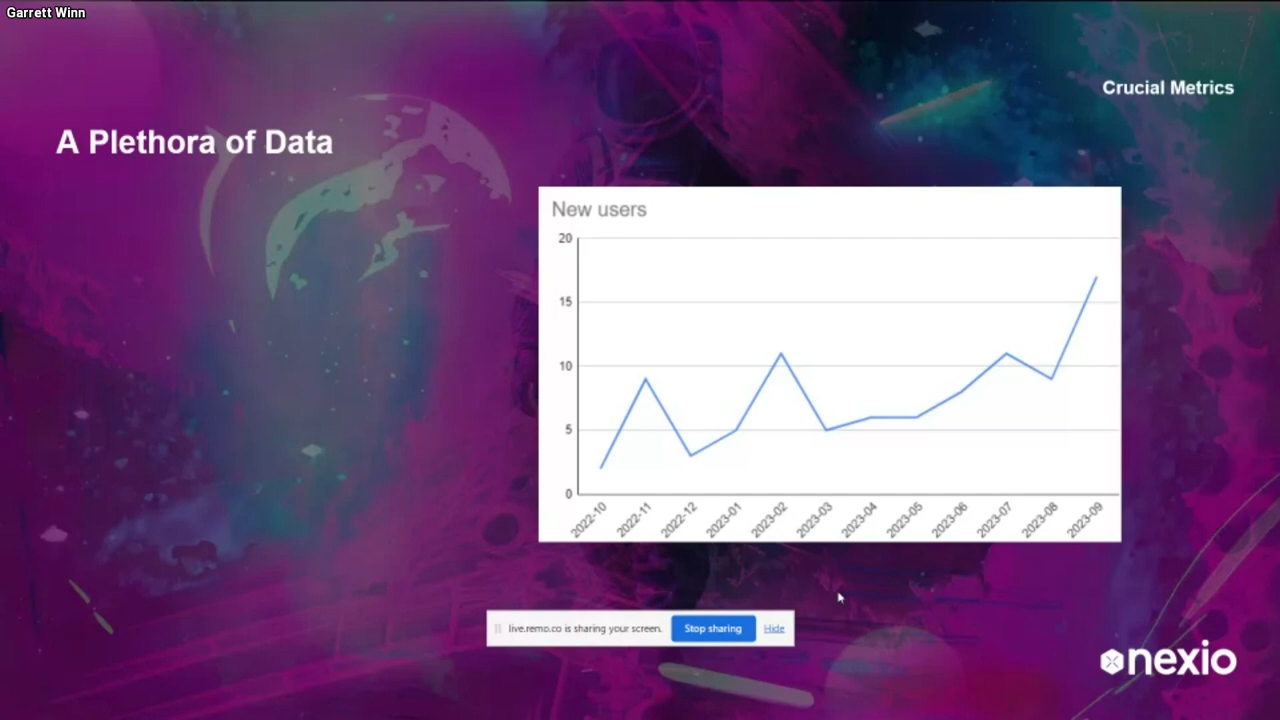 Garrett Winn
Crucial Metrics
A Plethora of Data
New users
20
15
10
5
0
2022-10
2022-11
2022-12
2023-01
2023-02
2023-03
2023-04
2023-05
2023-06
2023-07
2023-08
2023-09
live.remo.co is sharing your screen.
Stop sharing
Hide
nexio